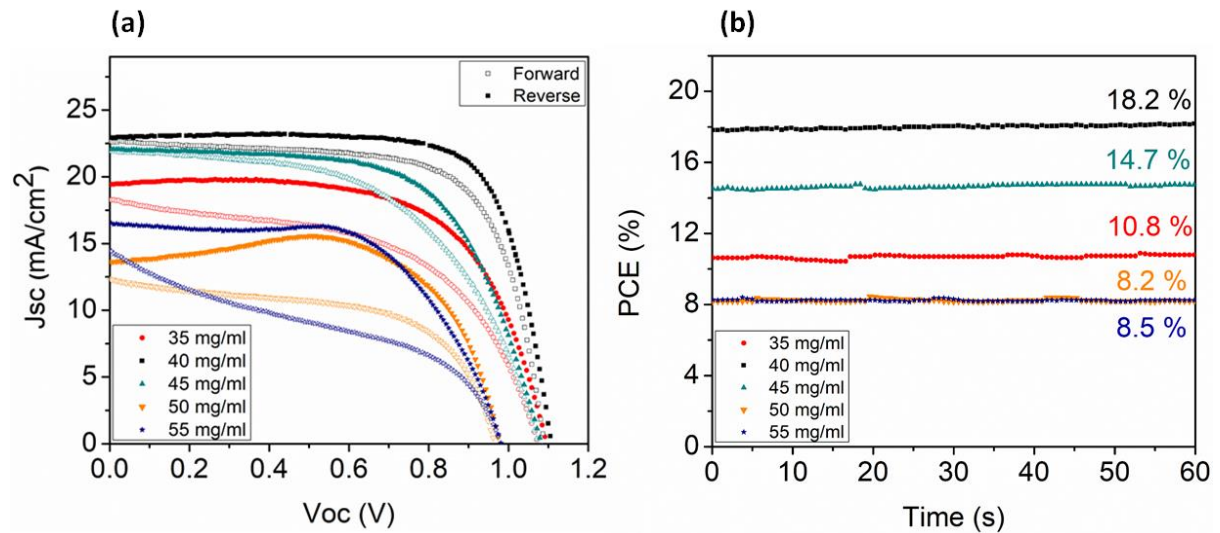 (a)
Jsc (mA/cm²)
25
20
15
10
5
0
0.0 0.2 0.4 0.6 0.8 1.0 1.2
Voc (V)
Forward
Reverse
35 mg/ml
40 mg/ml
45 mg/ml
50 mg/ml
55 mg/ml
(b)
PCE (%)
20
16
12
8
4
0
0 10 20 30 40 50 60
Time (s)
18.2 %
14.7 %
10.8 %
8.2 %
8.5 %
35 mg/ml
40 mg/ml
45 mg/ml
50 mg/ml
55 mg/ml